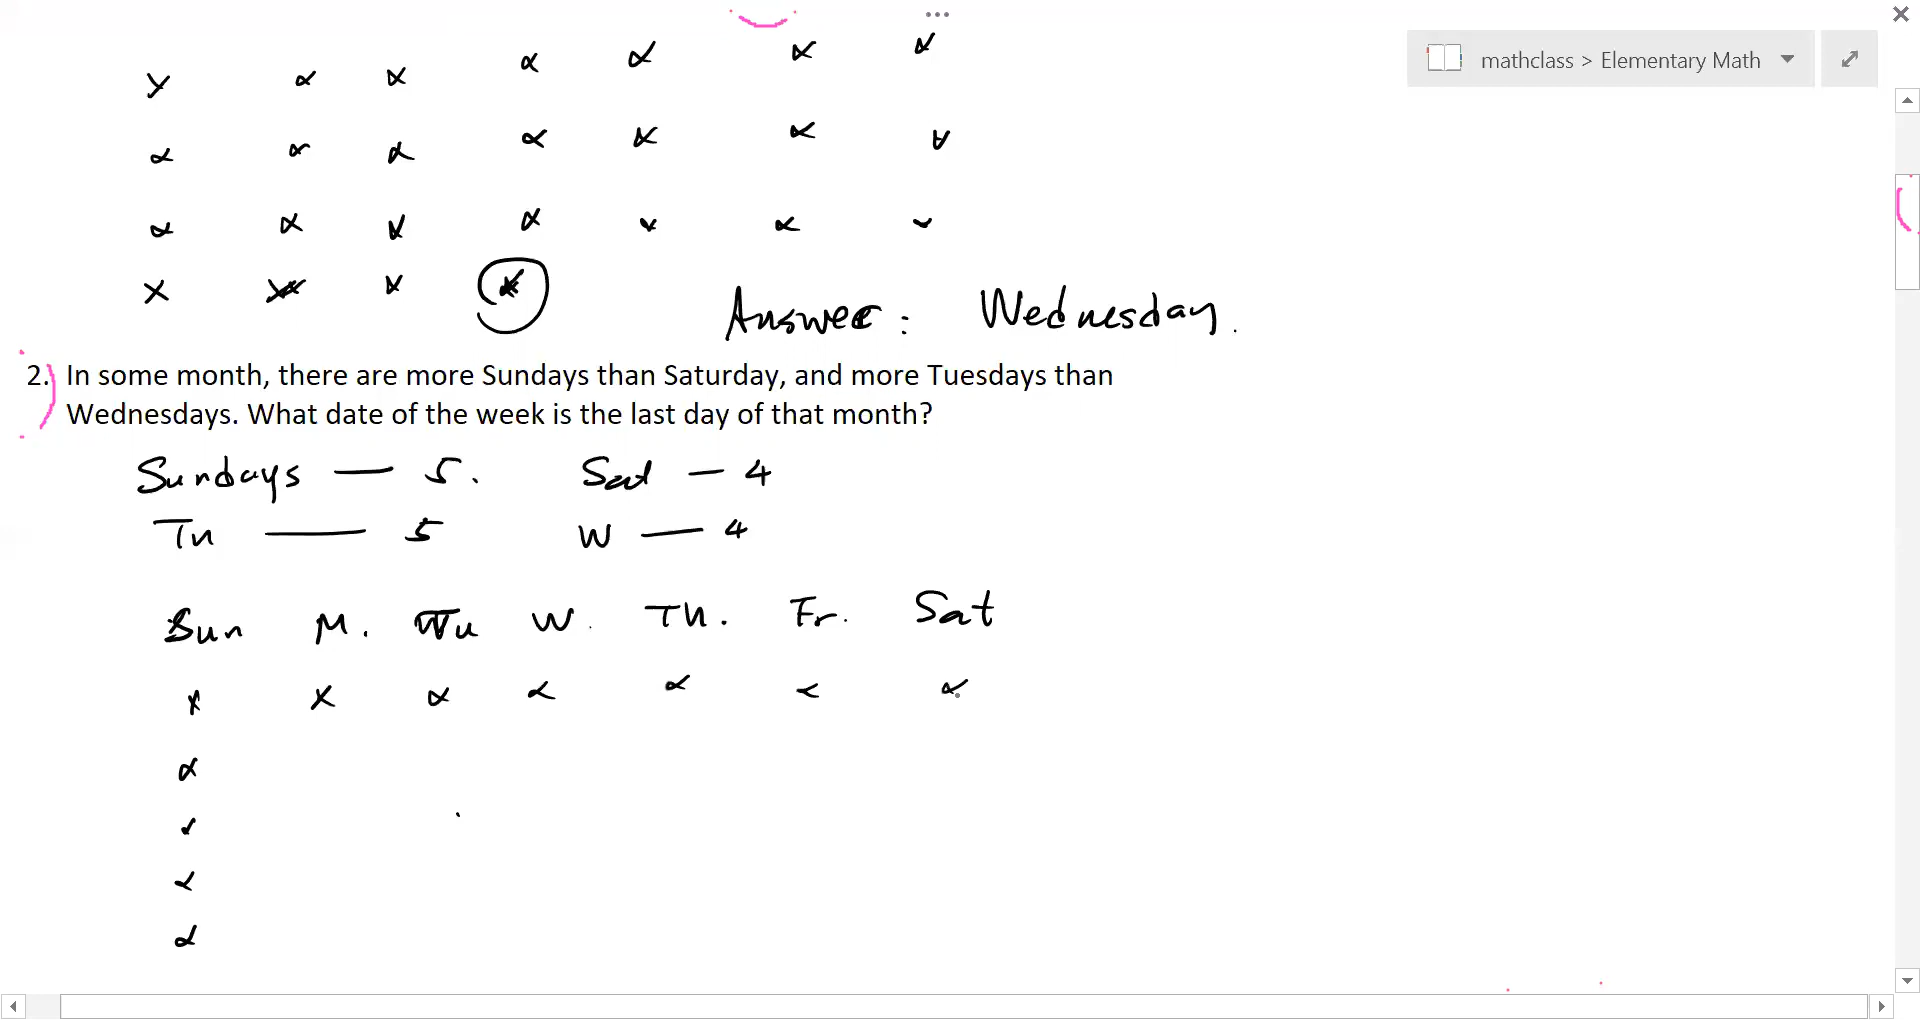 mathclass > Elementary Math
Answer: Wednesday.
2. In some month, there are more Sundays than Saturday, and more Tuesdays than
Wednesdays. What date of the week is the last day of that month?
Sundays — 5. Sat — 4
Tu — 5 W — 4
Sun M. Tu W. Th. Fr. Sat